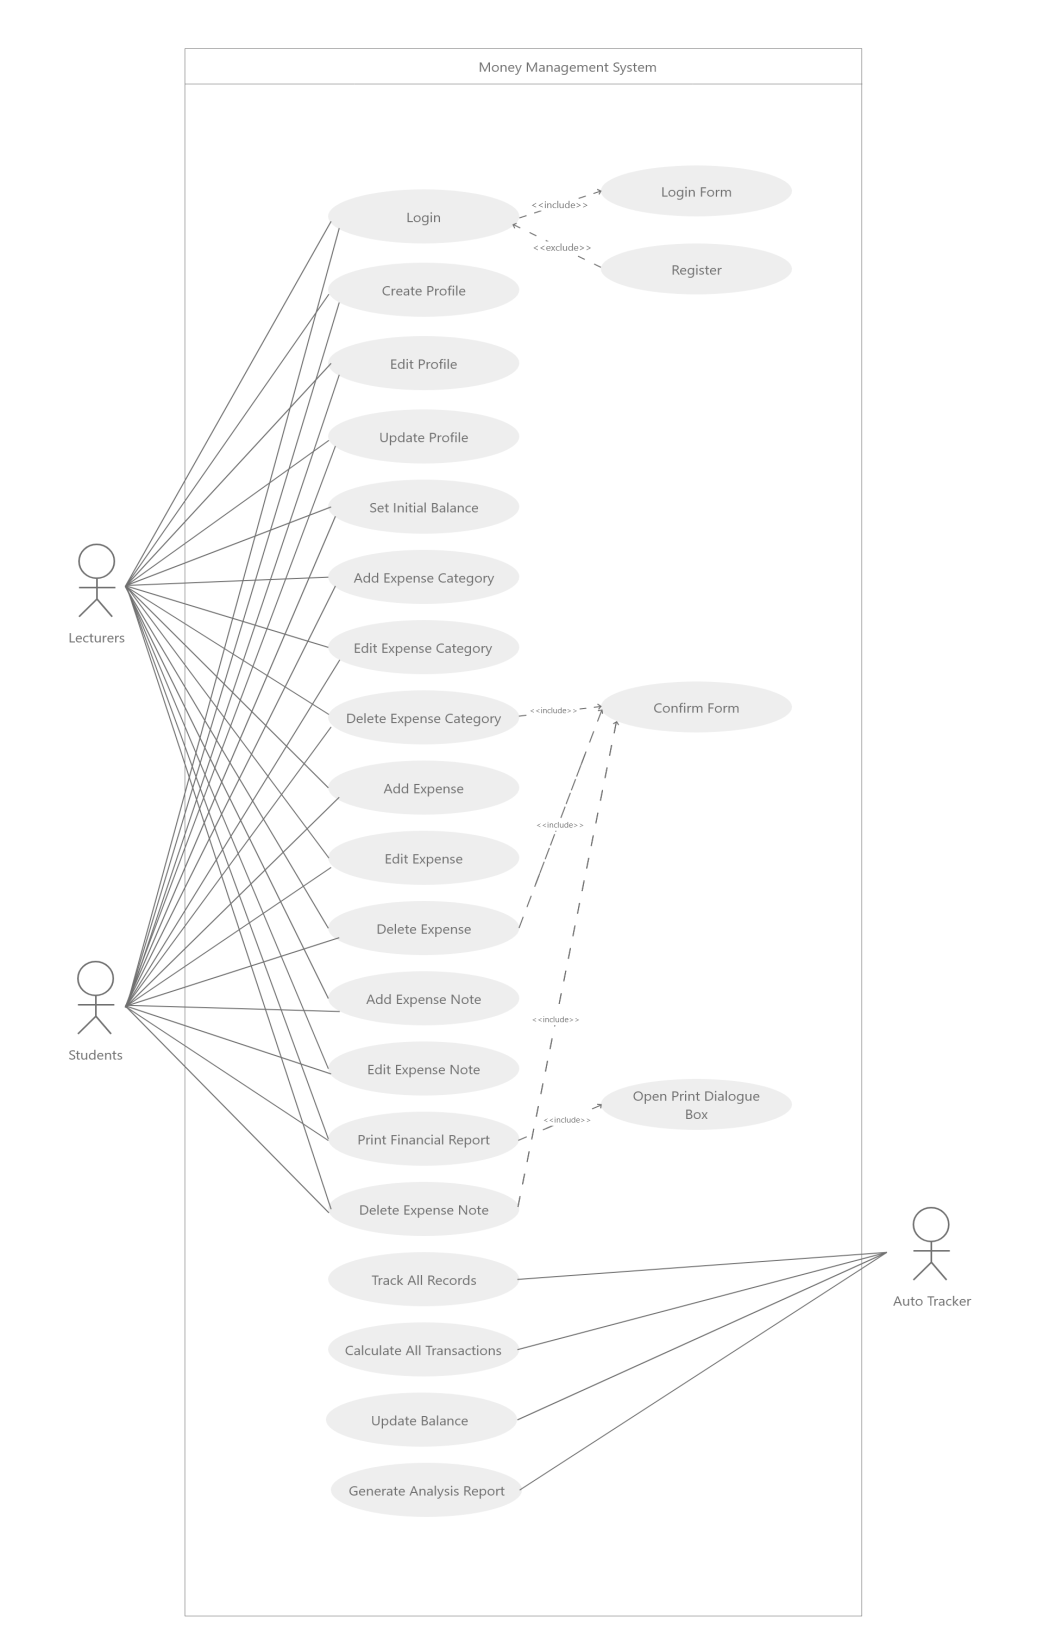 Money Management System
Login Form
<<include>>
Login
<<exclude>>
Register
Create Profile
Edit Profile
Update Profile
Set Initial Balance
Add Expense Category
Lecturers
Edit Expense Category
Delete Expense Category
<<include>>
Confirm Form
Add Expense
<<include>>
Edit Expense
Delete Expense
Add Expense Note
<<include>>
Students
Edit Expense Note
Open Print Dialogue
Box
<<include>>
Print Financial Report
Delete Expense Note
Track All Records
Auto Tracker
Calculate All Transactions
Update Balance
Generate Analysis Report